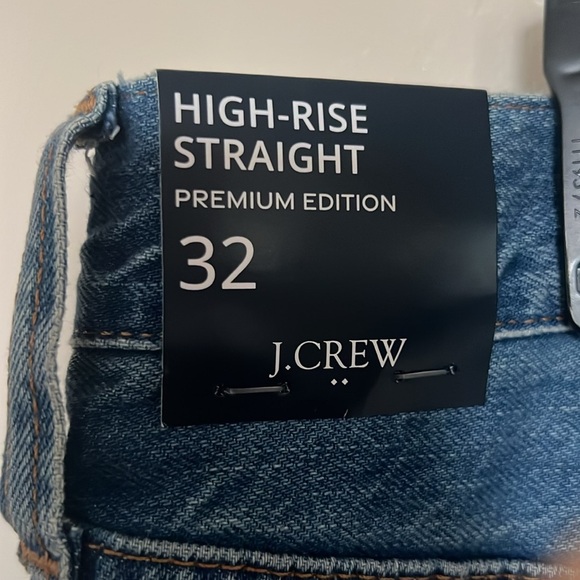 HIGH-RISE
STRAIGHT
PREMIUM EDITION
32
J.CREW